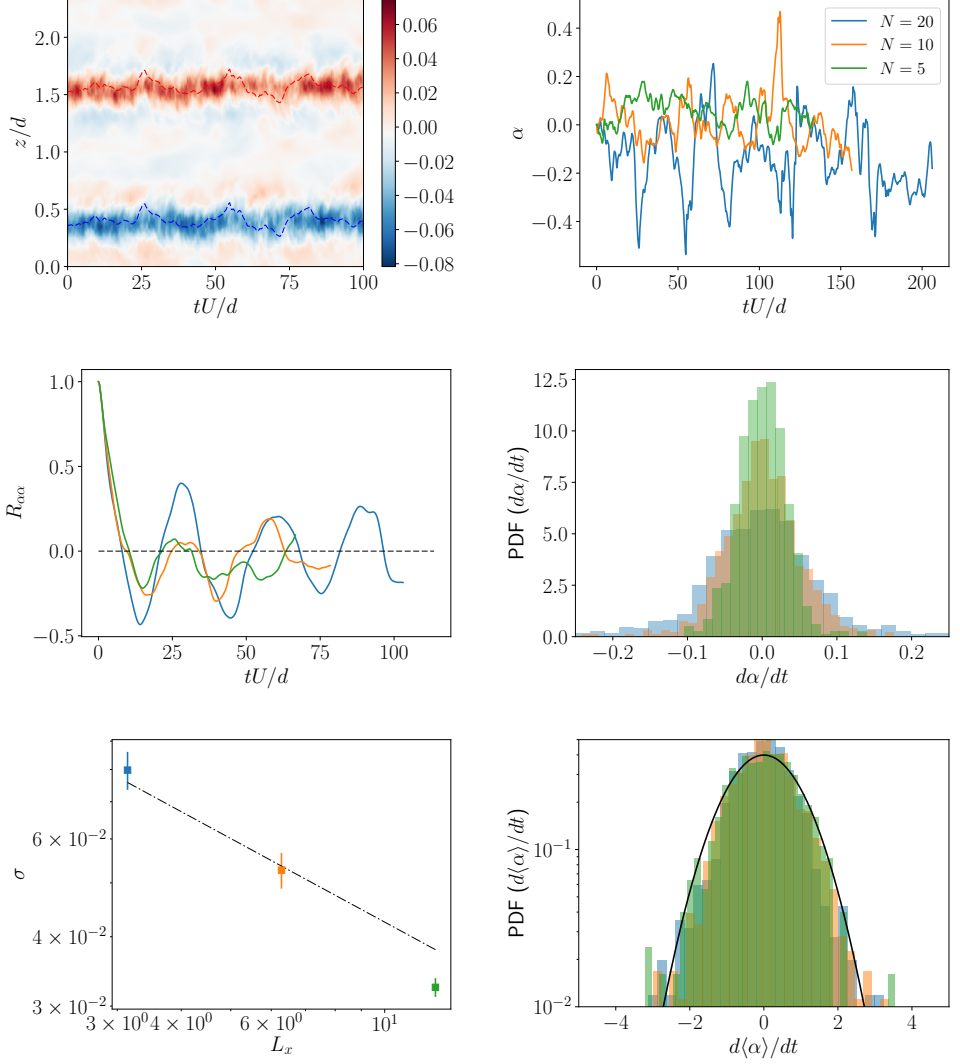 2.0
1.5
1.0
0.5
0.0
z/d
0 25 50 75 100
tU/d
0.06
0.04
0.02
0.00
−0.02
−0.04
−0.06
−0.08
0.4
0.2
0.0
−0.2
−0.4
α
0 50 100 150 200
tU/d
N = 20
N = 10
N = 5
1.0
0.5
0.0
−0.5
R_{αα}
0 25 50 75 100
tU/d
12.5
10.0
7.5
5.0
2.5
0.0
PDF (dα/dt)
−0.2 −0.1 0.0 0.1 0.2
dα/dt
6 × 10^{−2}
4 × 10^{−2}
3 × 10^{−2}
σ
3 × 10^0 4 × 10^0 6 × 10^0 10^1
L_x
10^{−1}
10^{−2}
PDF (d⟨α⟩/dt)
−4 −2 0 2 4
d⟨α⟩/dt